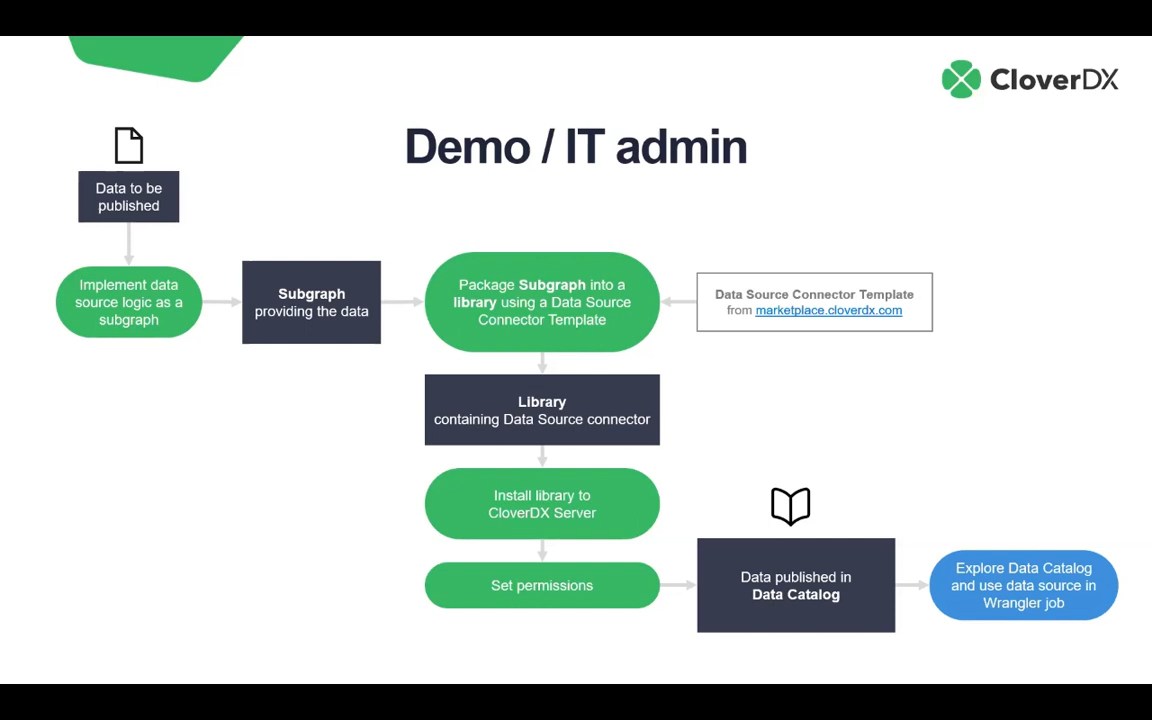 CloverDX
Demo / IT admin
Data to be
published
Implement data
source logic as a
subgraph
Subgraph
providing the data
Package Subgraph into a
library using a Data Source
Connector Template
Data Source Connector Template
from marketplace.cloverdx.com
Library
containing Data Source connector
Install library to
CloverDX Server
Set permissions
Data published in
Data Catalog
Explore Data Catalog
and use data source in
Wrangler job